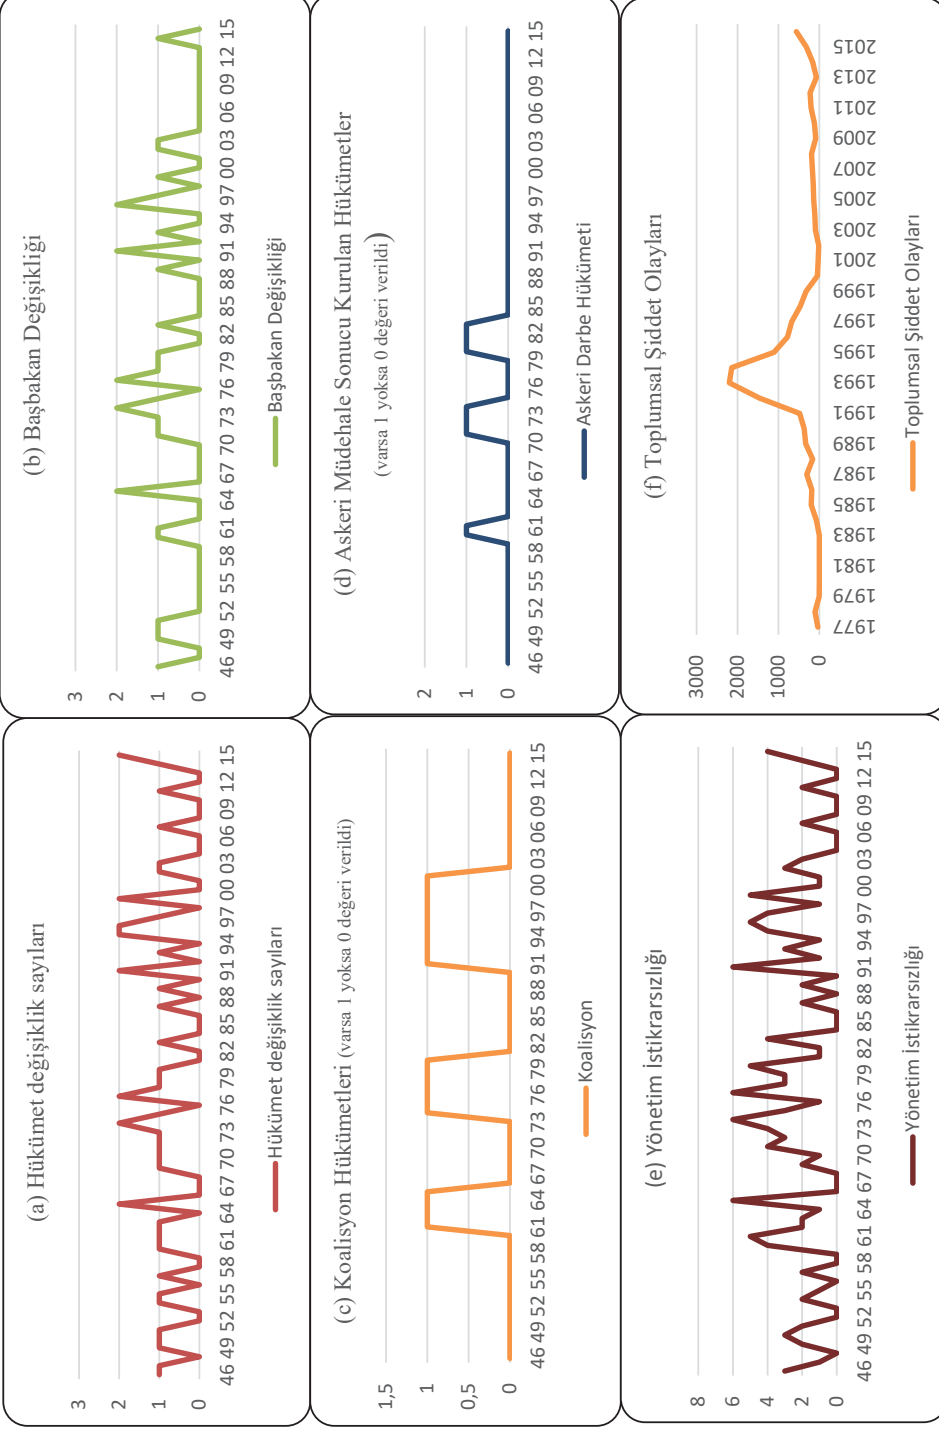 (a) Hükümet değişiklik sayıları
3
2
1
0
46 49 52 55 58 61 64 67 70 73 76 79 82 85 88 91 94 97 00 03 06 09 12 15
Hükümet değişiklik sayıları
(b) Başbakan Değişikliği
3
2
1
0
46 49 52 55 58 61 64 67 70 73 76 79 82 85 88 91 94 97 00 03 06 09 12 15
Başbakan Değişikliği
(c) Koalisyon Hükümetleri (varsa 1 yoksa 0 değeri verildi)
1,5
1
0,5
0
46 49 52 55 58 61 64 67 70 73 76 79 82 85 88 91 94 97 00 03 06 09 12 15
Koalisyon
(d) Askeri Müdehale Sonucu Kurulan Hükümetler
(varsa 1 yoksa 0 değeri verildi)
2
1
0
46 49 52 55 58 61 64 67 70 73 76 79 82 85 88 91 94 97 00 03 06 09 12 15
Askeri Darbe Hükümeti
(e) Yönetim İstikrarsızlığı
8
6
4
2
0
46 49 52 55 58 61 64 67 70 73 76 79 82 85 88 91 94 97 00 03 06 09 12 15
Yönetim İstikrarsızlığı
(f) Toplumsal Şiddet Olayları
3000
2000
1000
0
1977 1979 1981 1983 1985 1987 1989 1991 1993 1995 1997 1999 2001 2003 2005 2007 2009 2011 2013 2015
Toplumsal Şiddet Olayları